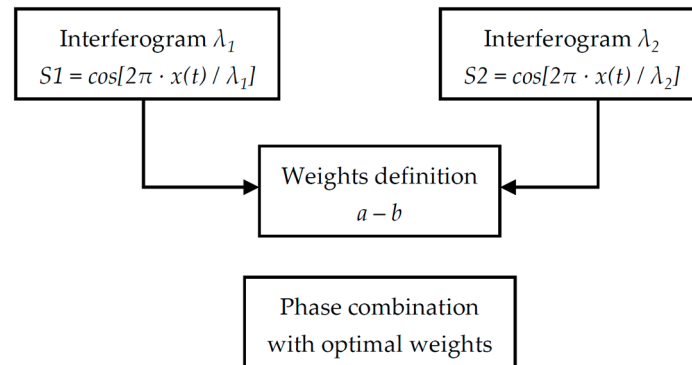 Interferogram λ₁
S1 = cos[2π · x(t) / λ₁]
Interferogram λ₂
S2 = cos[2π · x(t) / λ₂]
Weights definition
a – b
Phase combination
with optimal weights